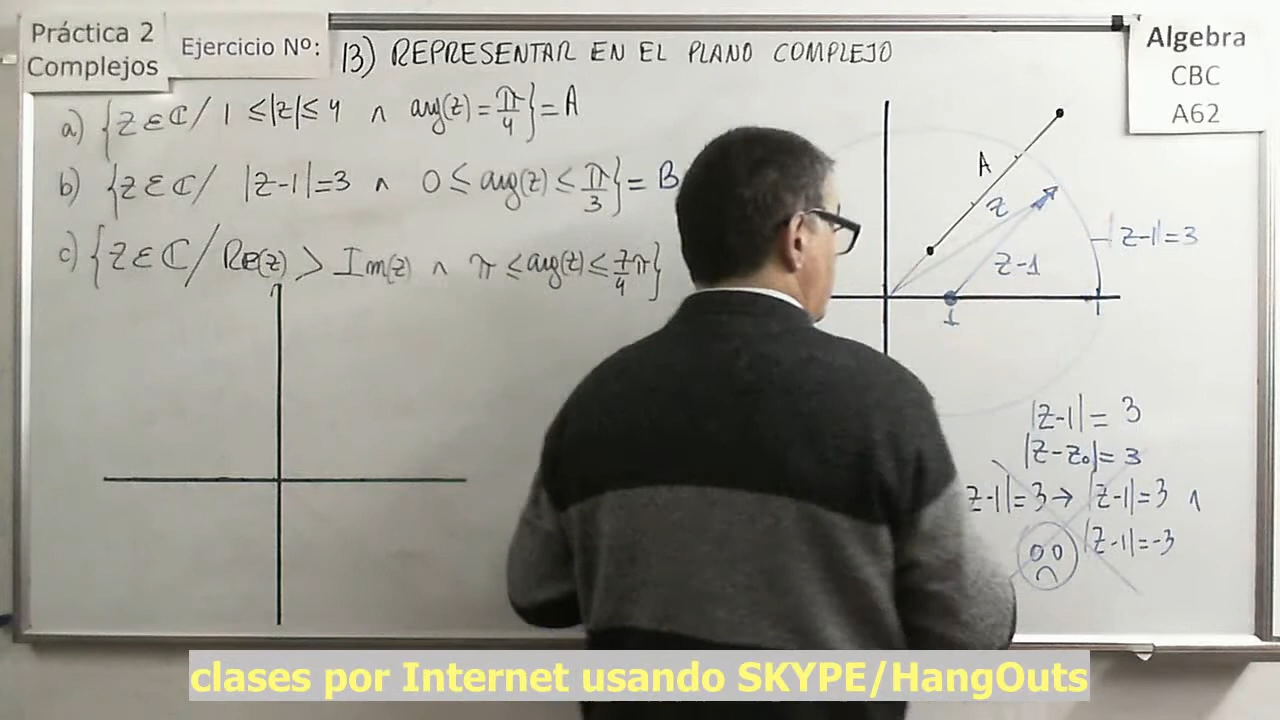 Práctica 2
Complejos
Ejercicio Nº:
13) REPRESENTAR EN EL PLANO COMPLEJO
Algebra
CBC
A62
a) {z ∈ ℂ / 1 ≤ |z| ≤ 4 ∧ arg(z) = π/4} = A
b) {z ∈ ℂ / |z-1| = 3 ∧ 0 ≤ arg(z) ≤ π/3} = B
c) {z ∈ ℂ / Re(z) > Im(z) ∧ π ≤ arg(z) ≤ 7/4 π}
A
z
|z-1|=3
z-1
1
|z-1| = 3
|z-z₀| = 3
z-1|=3 → |z-1|=3 ∧
|z-1|=-3
clases por Internet usando SKYPE/HangOuts